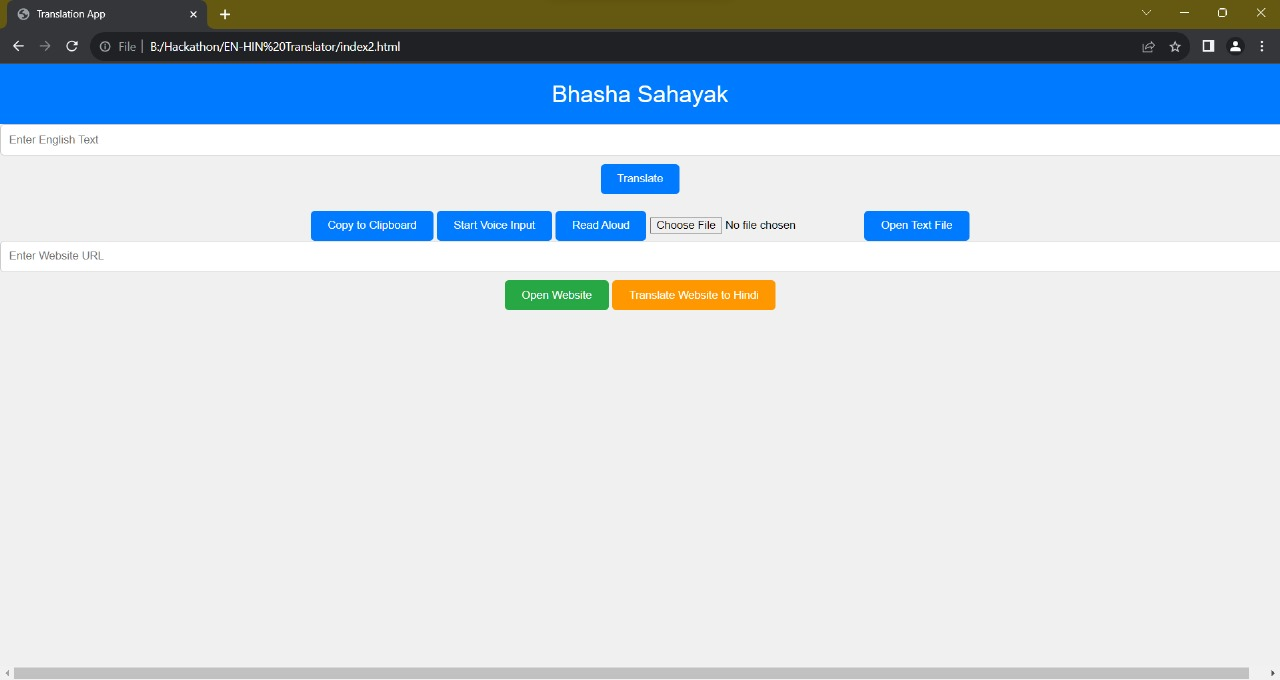 Translation App
File B:/Hackathon/EN-HIN%20Translator/index2.html
Bhasha Sahayak
Enter English Text
Translate
Copy to Clipboard Start Voice Input Read Aloud Choose File No file chosen Open Text File
Enter Website URL
Open Website Translate Website to Hindi